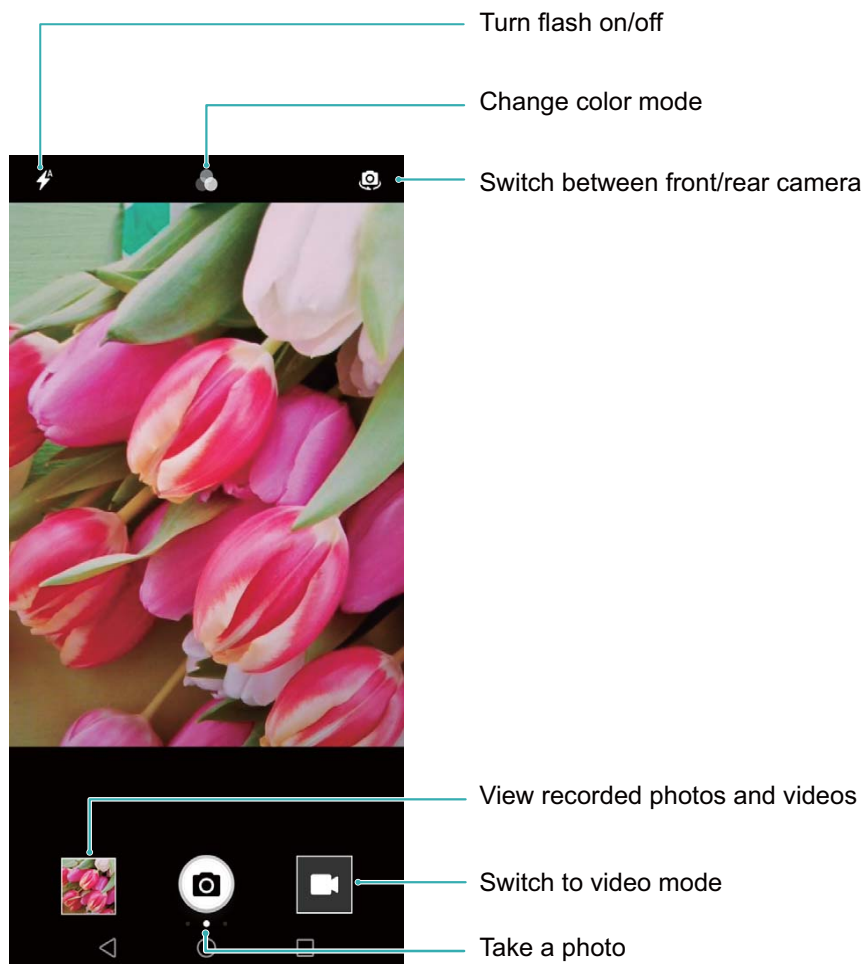 Turn flash on/off
Change color mode
A
Switch between front/rear camera
View recorded photos and videos
Switch to video mode
Take a photo